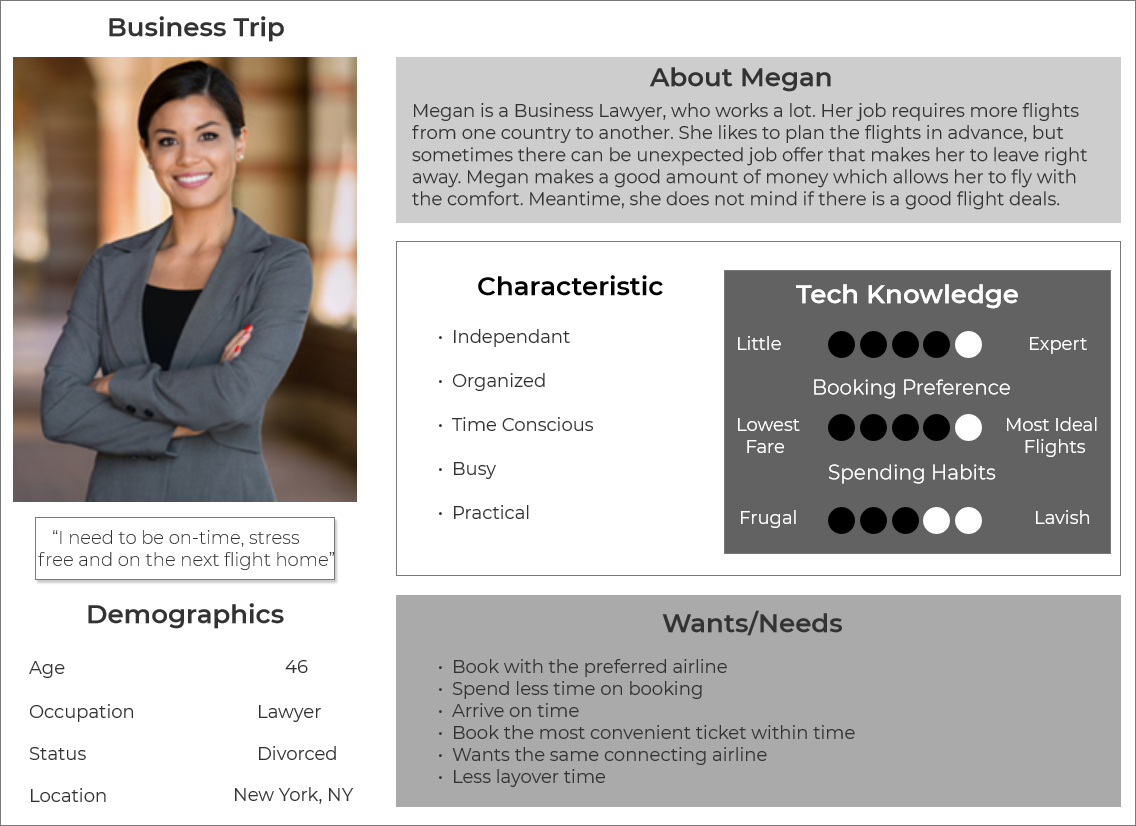 Business Trip
About Megan
Megan is a Business Lawyer, who works a lot. Her job requires more flights
from one country to another. She likes to plan the flights in advance, but
sometimes there can be unexpected job offer that makes her to leave right
away. Megan makes a good amount of money which allows her to fly with
the comfort. Meantime, she does not mind if there is a good flight deals.
Characteristic
• Independant
• Organized
• Time Conscious
• Busy
• Practical
Tech Knowledge
Little Expert
Booking Preference
Lowest Fare Most Ideal Flights
Spending Habits
Frugal Lavish
“I need to be on-time, stress
free and on the next flight home”
Demographics
Age 46
Occupation Lawyer
Status Divorced
Location New York, NY
Wants/Needs
• Book with the preferred airline
• Spend less time on booking
• Arrive on time
• Book the most convenient ticket within time
• Wants the same connecting airline
• Less layover time